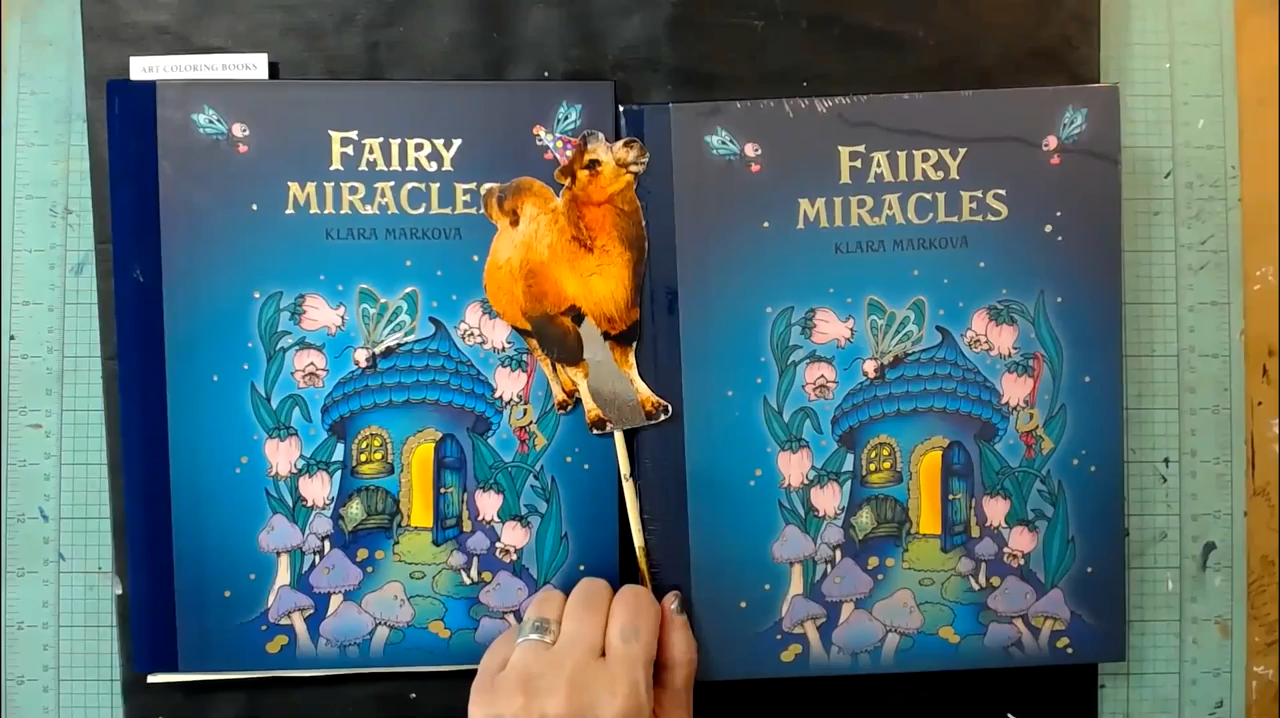 ART COLORING BOOKS
FAIRY
MIRACLES
KLARA MARKOVA
FAIRY
MIRACLES
KLARA MARKOVA